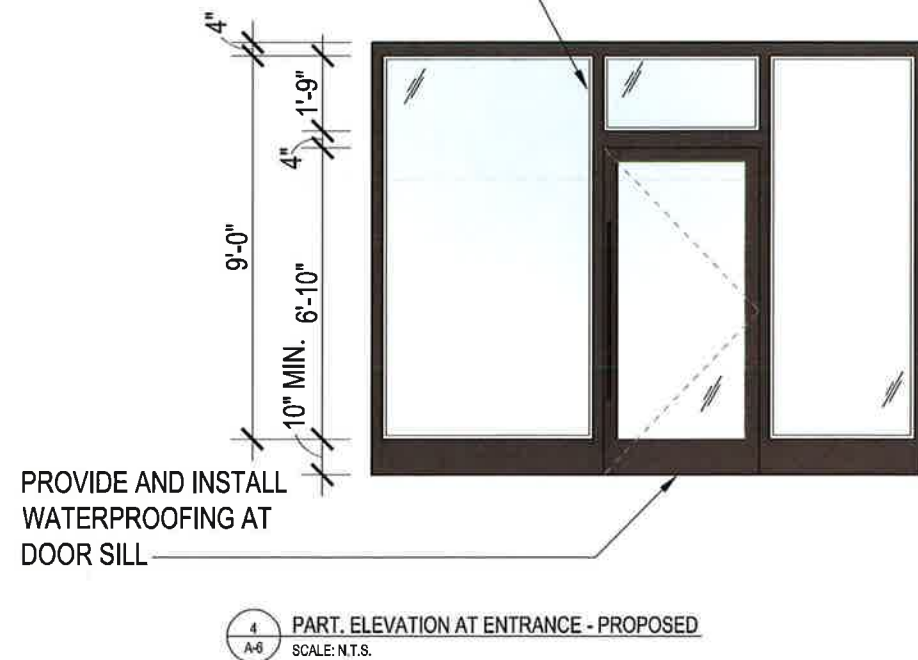 4"
1'-9"
4"
9'-0"
6'-10"
10" MIN.
PROVIDE AND INSTALL
WATERPROOFING AT
DOOR SILL
4
A-6
PART. ELEVATION AT ENTRANCE - PROPOSED
SCALE: N.T.S.